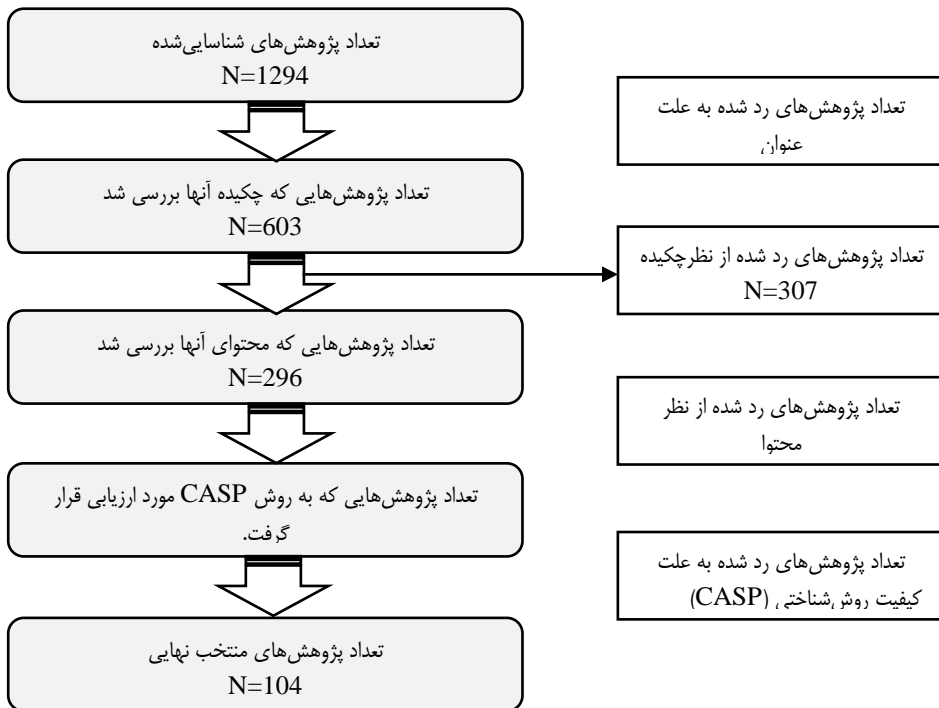 تعداد پژوهش‌های شناسایی‌شده
N=1294
تعداد پژوهش‌های رد شده به علت
عنوان
تعداد پژوهش‌هایی که چکیده آنها بررسی شد
N=603
تعداد پژوهش‌های رد شده از نظرچکیده
N=307
تعداد پژوهش‌هایی که محتوای آنها بررسی شد
N=296
تعداد پژوهش‌های رد شده از نظر
محتوا
تعداد پژوهش‌هایی که به روش CASP مورد ارزیابی قرار
گرفت.
تعداد پژوهش‌های رد شده به علت
کیفیت روش‌شناختی (CASP)
تعداد پژوهش‌های منتخب نهایی
N=104